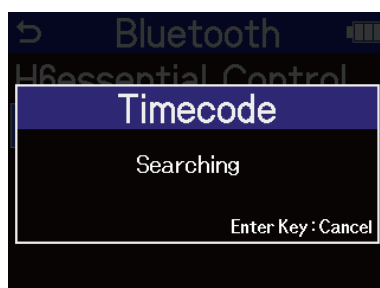 Bluetooth
H6essential Control
Timecode
Searching
Enter Key:Cancel